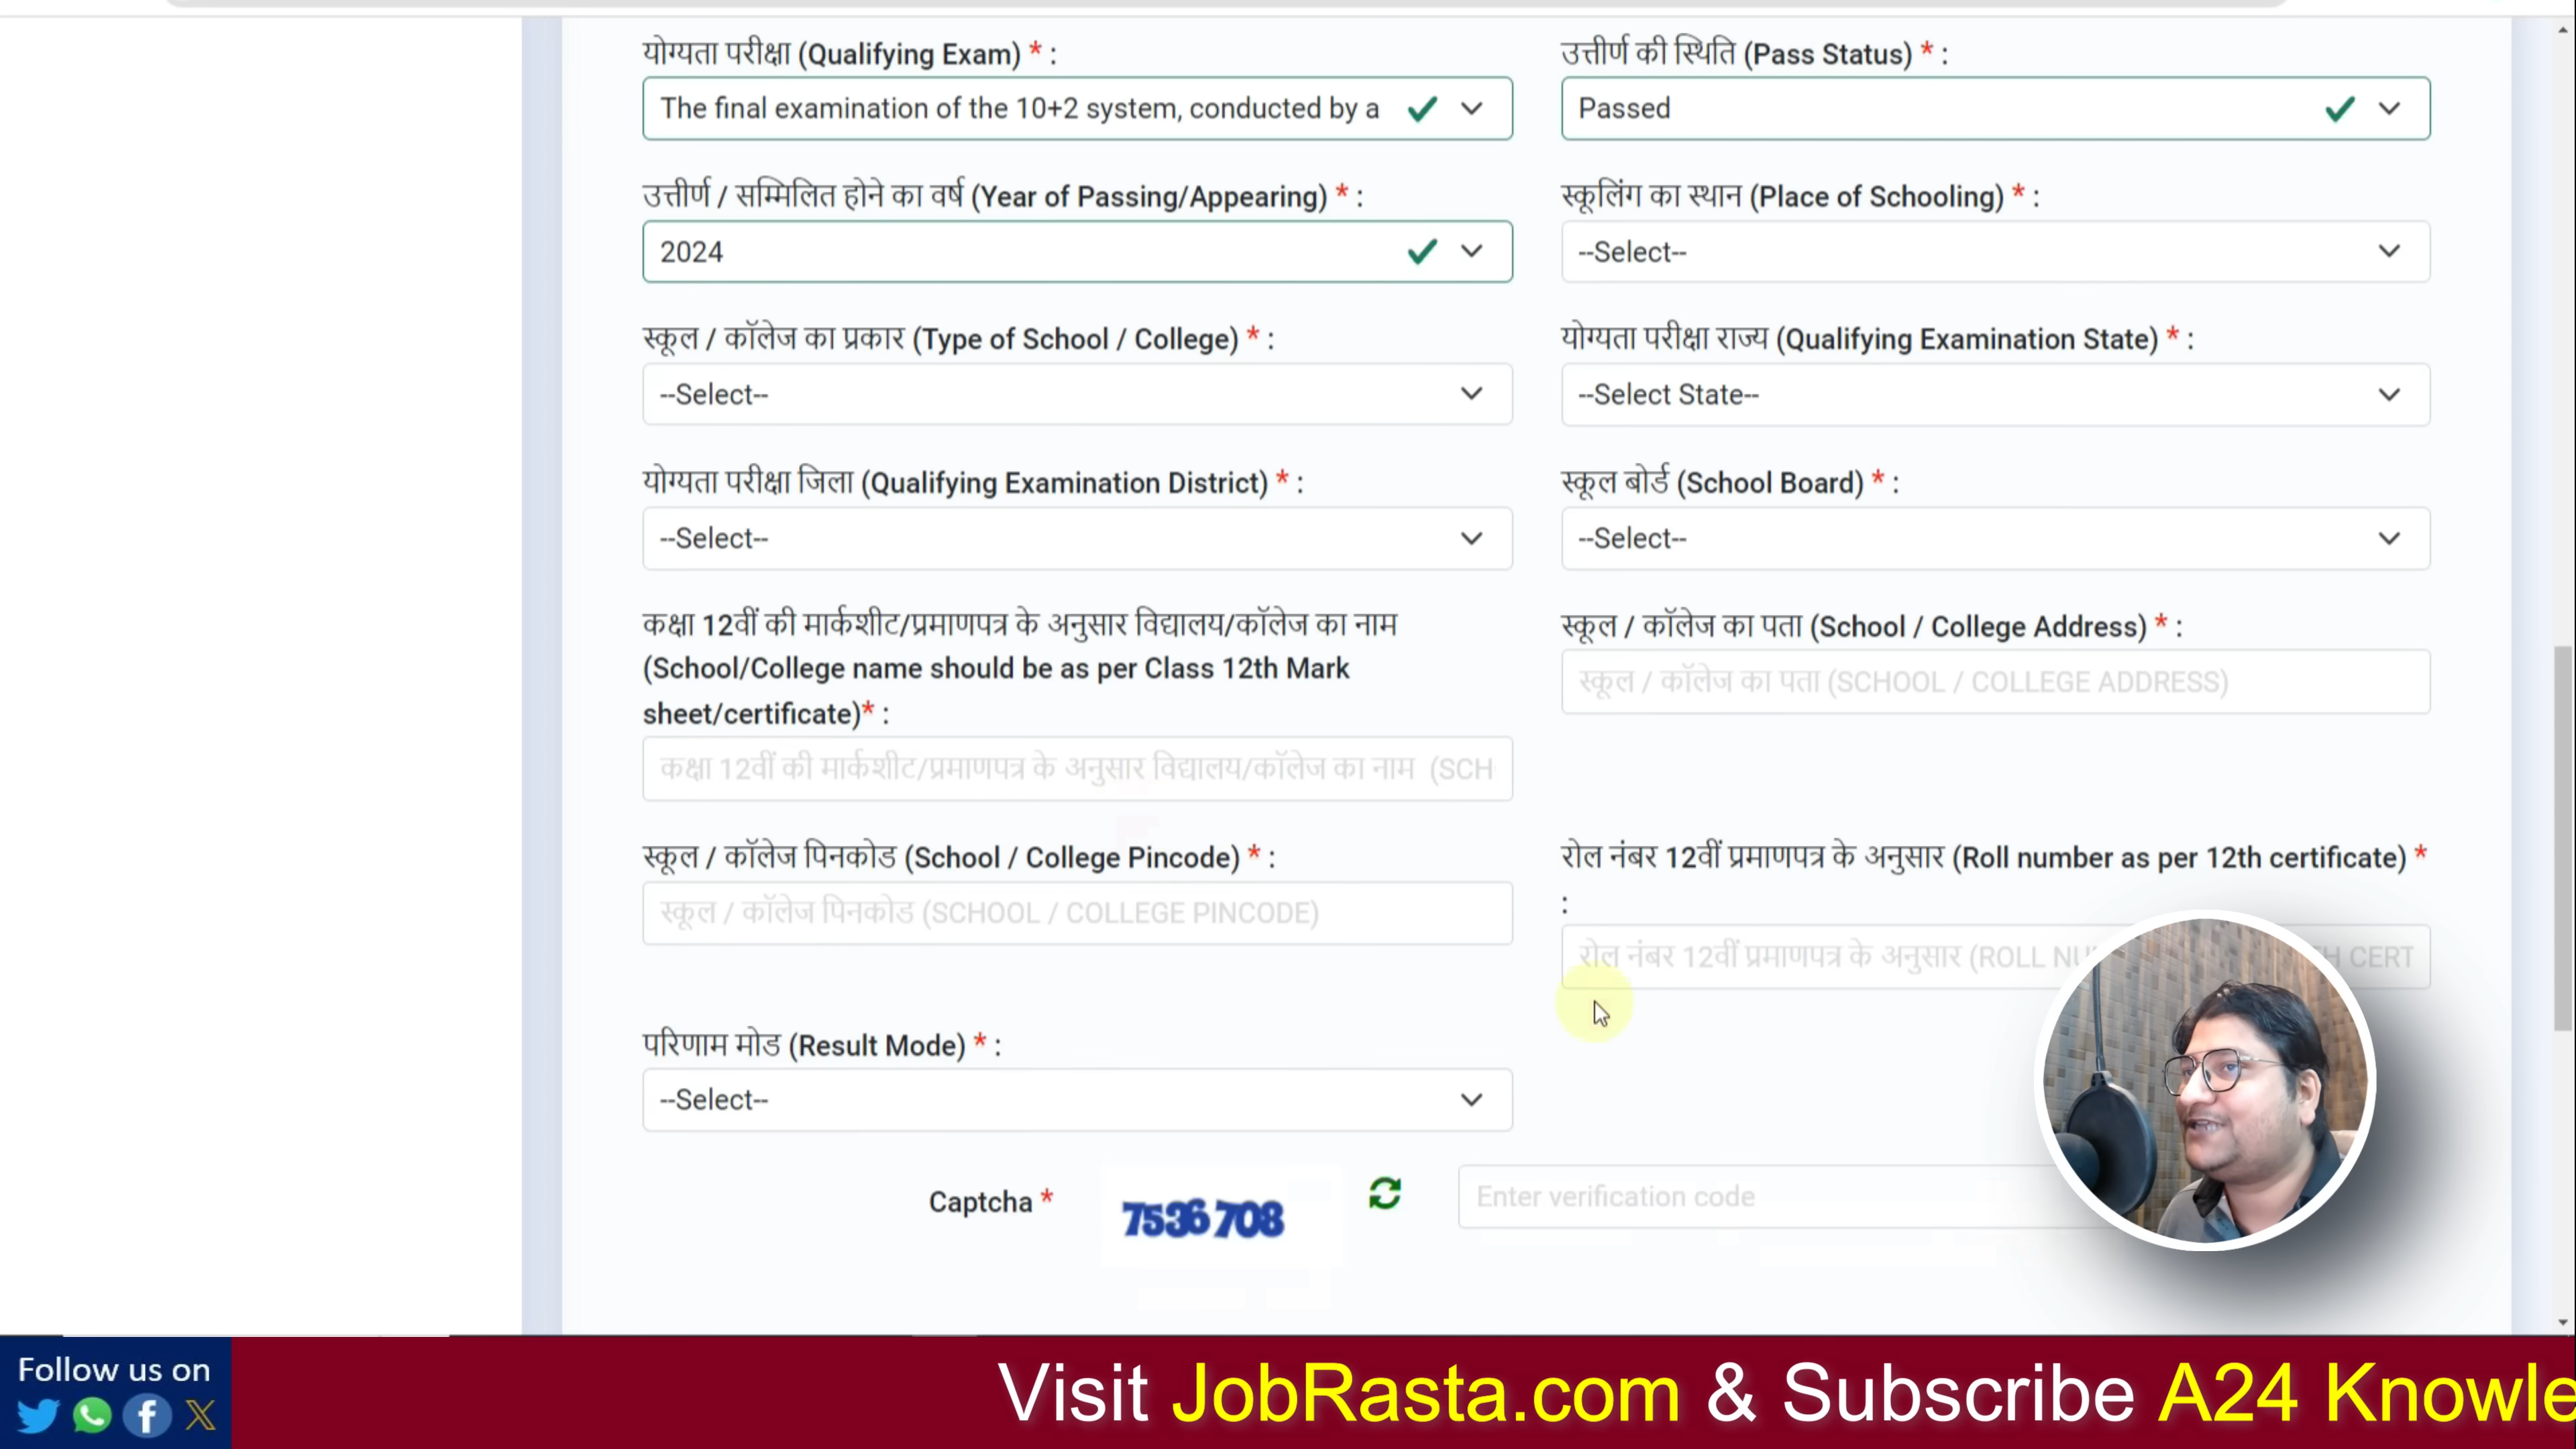 योग्यता परीक्षा (Qualifying Exam) * :
The final examination of the 10+2 system, conducted by a
उत्तीर्ण की स्थिति (Pass Status) * :
Passed
उत्तीर्ण / सम्मिलित होने का वर्ष (Year of Passing/Appearing) * :
2024
स्कूलिंग का स्थान (Place of Schooling) * :
--Select--
स्कूल / कॉलेज का प्रकार (Type of School / College) * :
--Select--
योग्यता परीक्षा राज्य (Qualifying Examination State) * :
--Select State--
योग्यता परीक्षा जिला (Qualifying Examination District) * :
--Select--
स्कूल बोर्ड (School Board) * :
--Select--
कक्षा 12वीं की मार्कशीट/प्रमाणपत्र के अनुसार विद्यालय/कॉलेज का नाम
(School/College name should be as per Class 12th Mark
sheet/certificate)* :
कक्षा 12वीं की मार्कशीट/प्रमाणपत्र के अनुसार विद्यालय/कॉलेज का नाम (SCH
स्कूल / कॉलेज का पता (School / College Address) * :
स्कूल / कॉलेज का पता (SCHOOL / COLLEGE ADDRESS)
स्कूल / कॉलेज पिनकोड (School / College Pincode) * :
स्कूल / कॉलेज पिनकोड (SCHOOL / COLLEGE PINCODE)
रोल नंबर 12वीं प्रमाणपत्र के अनुसार (Roll number as per 12th certificate) *
:
रोल नंबर 12वीं प्रमाणपत्र के अनुसार (ROLL CERT
परिणाम मोड (Result Mode) * :
--Select--
Captcha *
7536708
Enter verification code
Follow us on
Visit JobRasta.com & Subscribe A24 Knowle